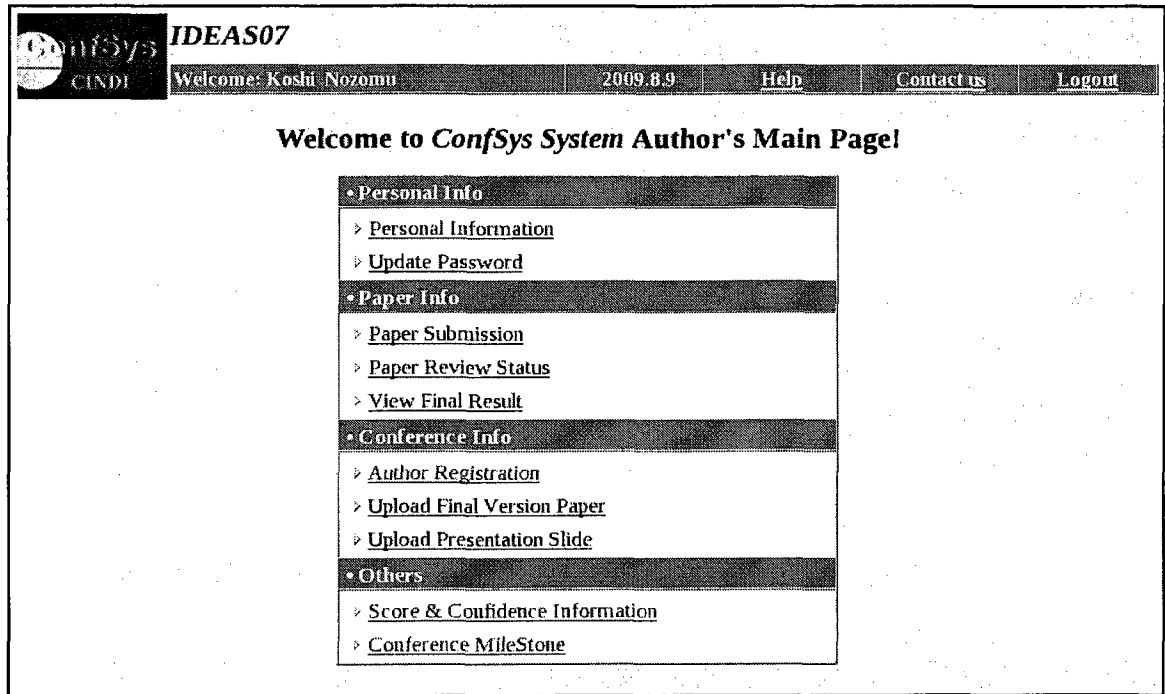 ConfSys
CINDI
IDEAS07
Welcome: Koshi Nozomu 2009.8.9 Help Contact us Logout
Welcome to ConfSys System Author's Main Page!
• Personal Info
Personal Information
Update Password
• Paper Info
Paper Submission
Paper Review Status
View Final Result
• Conference Info
Author Registration
Upload Final Version Paper
Upload Presentation Slide
• Others
Score & Confidence Information
Conference MileStone